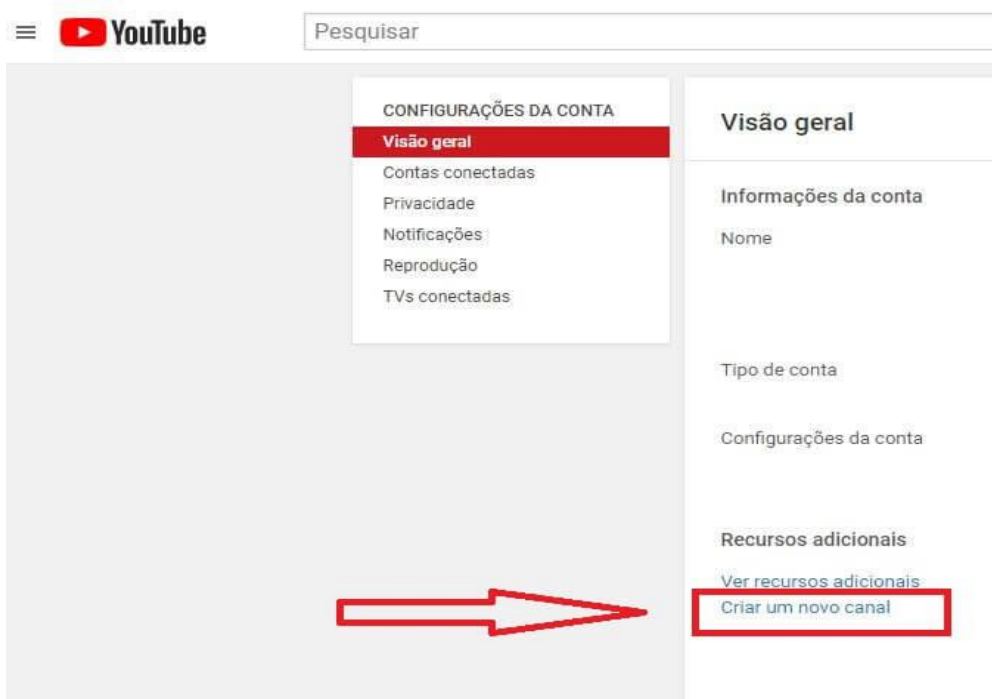 YouTube
Pesquisar
CONFIGURAÇÕES DA CONTA
Visão geral
Contas conectadas
Privacidade
Notificações
Reprodução
TVs conectadas
Visão geral
Informações da conta
Nome
Tipo de conta
Configurações da conta
Recursos adicionais
Ver recursos adicionais
Criar um novo canal